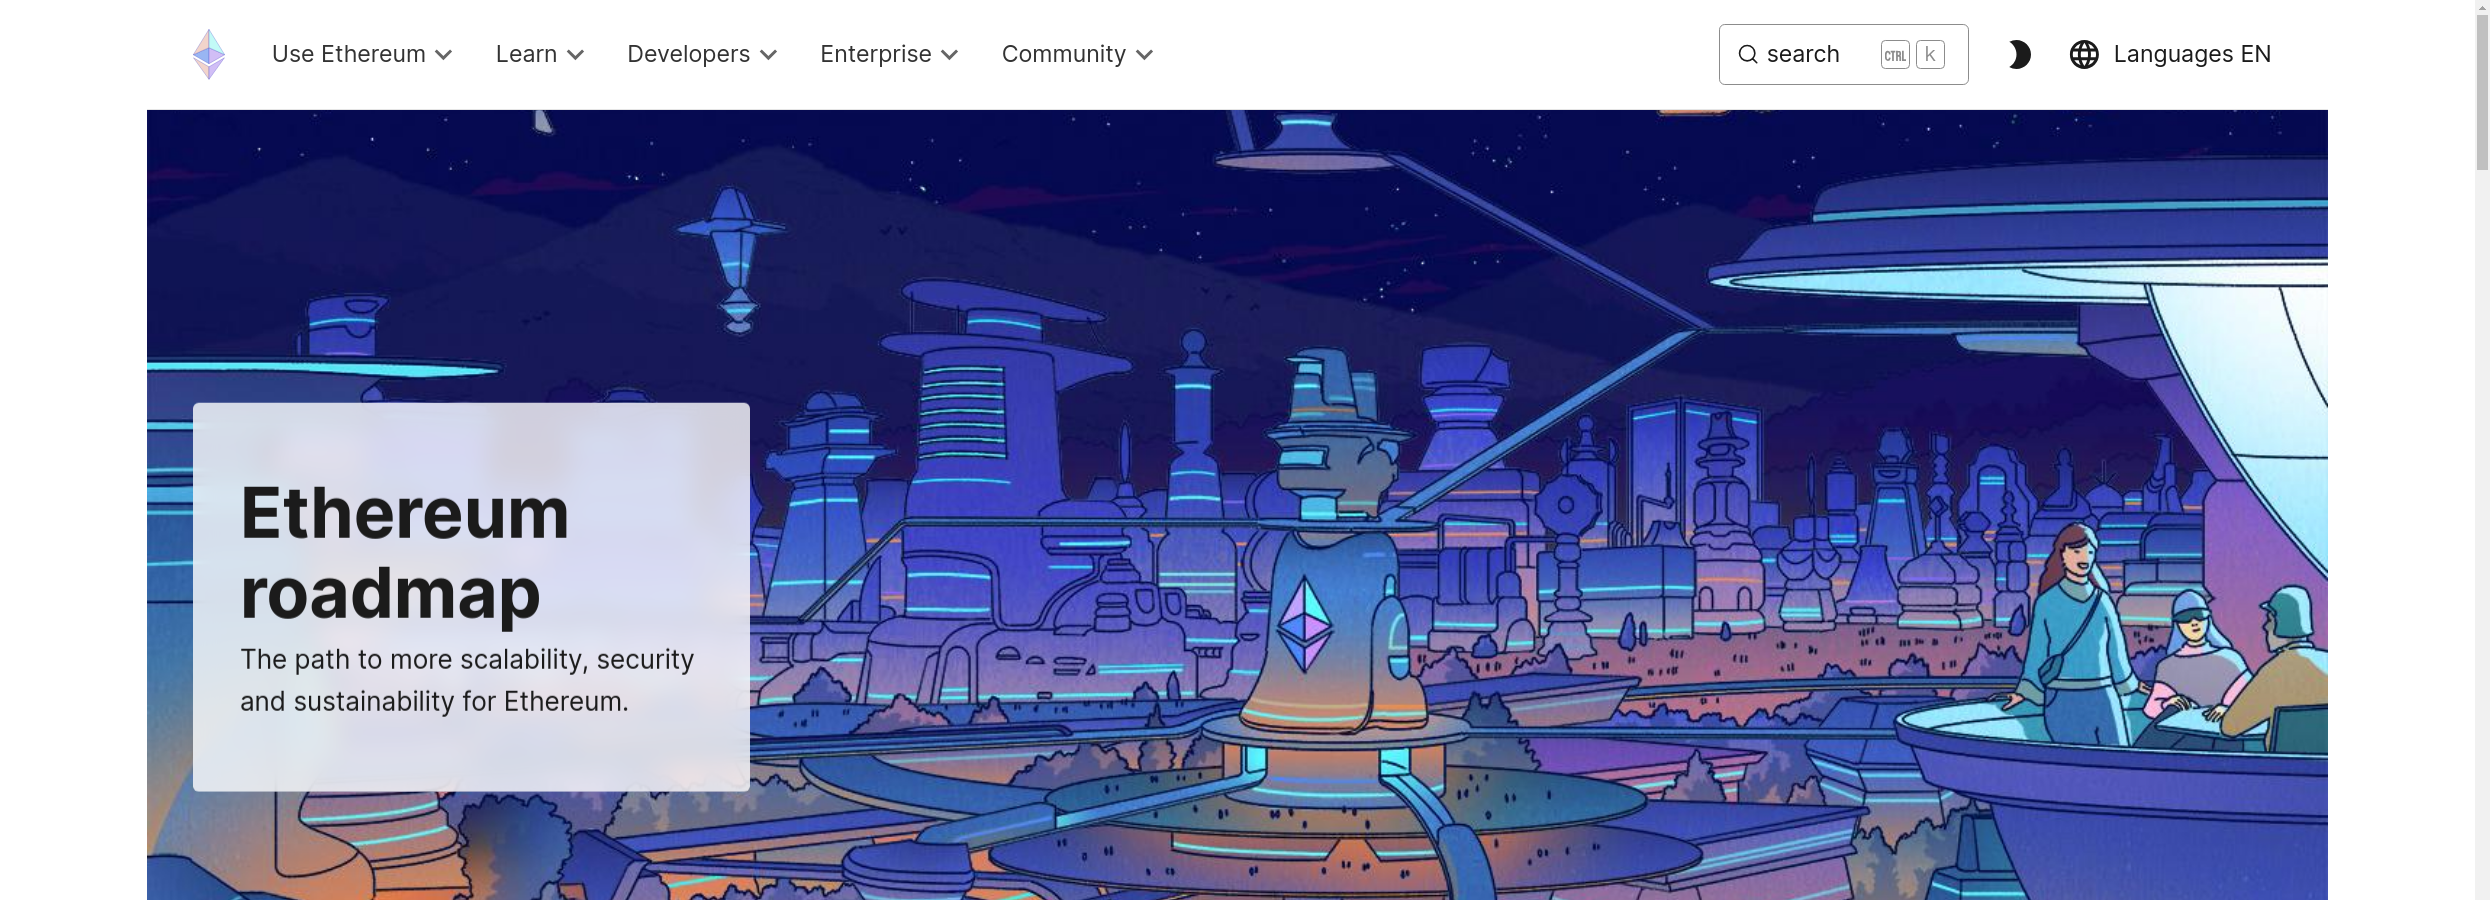 Use Ethereum
Learn
Developers
Enterprise
Community
search
CTRL
k
Languages EN
Ethereum
roadmap
The path to more scalability, security
and sustainability for Ethereum.